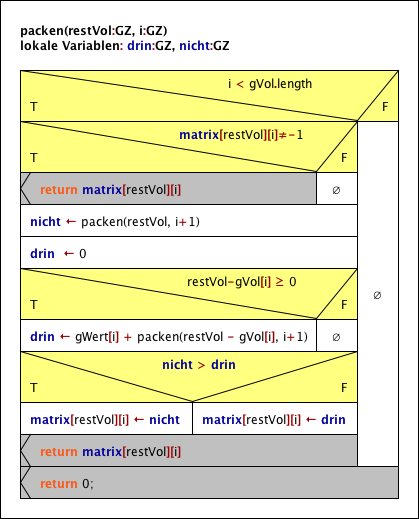 packen(restVol:GZ, i:GZ)
lokale Variablen: drin:GZ, nicht:GZ
i < gVol.length
T F
matrix[restVol][i]≠-1
T F
return matrix[restVol][i] ∅
nicht ← packen(restVol, i+1)
drin ← 0
restVol-gVol[i] ≥ 0
∅
T F
drin ← gWert[i] + packen(restVol - gVol[i], i+1) ∅
nicht > drin
T F
matrix[restVol][i] ← nicht matrix[restVol][i] ← drin
return matrix[restVol][i]
return 0;